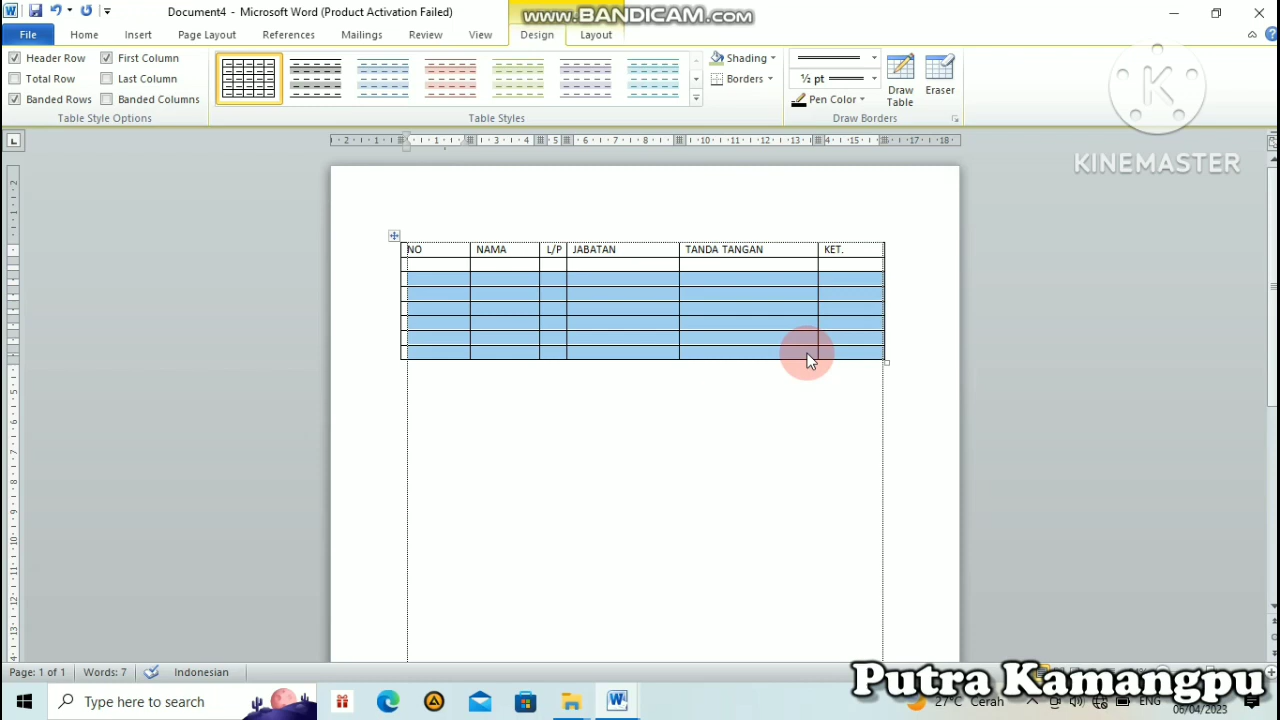 Document4 - Microsoft Word (Product Activation Failed)
www.BANDICAM.com
File Home Insert Page Layout References Mailings Review View Design Layout
Header Row First Column
Total Row Last Column
Banded Rows Banded Columns
Table Style Options
Table Styles
Shading
Borders
½ pt
Pen Color
Draw Table
Eraser
Draw Borders
KINEMASTER
NO NAMA L/P JABATAN TANDA TANGAN KET.
Page: 1 of 1 Words: 7 Indonesian
Putra Kamangpu
Type here to search
27°C Cerah ENG
06/04/2023